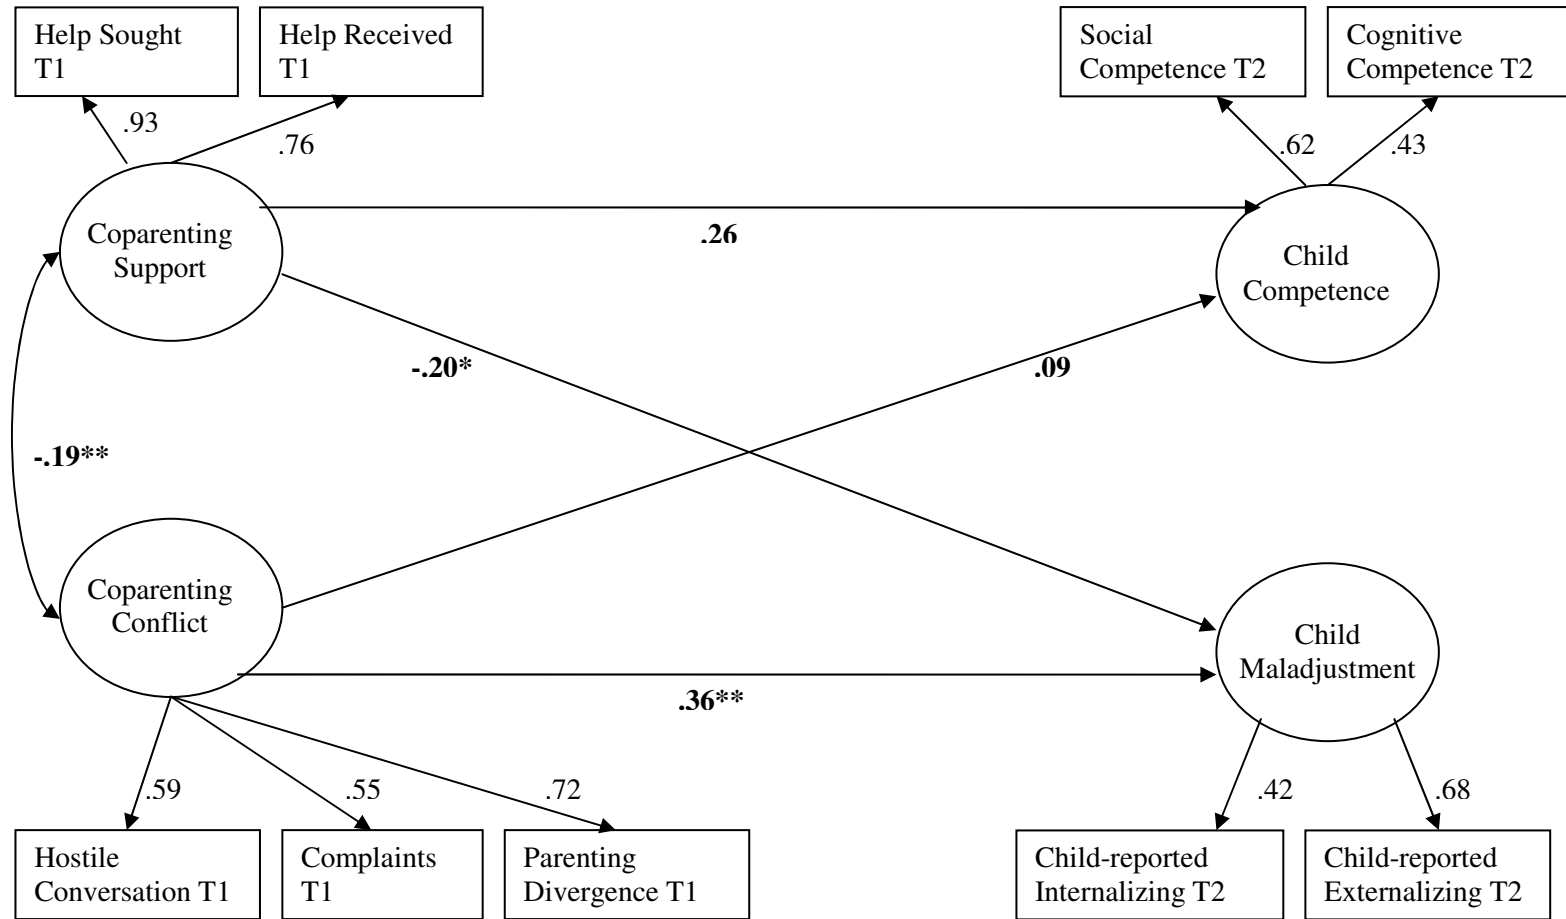 Help Sought
T1
Help Received
T1
Social
Competence T2
Cognitive
Competence T2
.93
.76
.62
.43
Coparenting
Support
.26
Child
Competence
-.20*
.09
-.19**
Coparenting
Conflict
Child
Maladjustment
.36**
.59
.55
.72
.42
.68
Hostile
Conversation T1
Complaints
T1
Parenting
Divergence T1
Child-reported
Internalizing T2
Child-reported
Externalizing T2